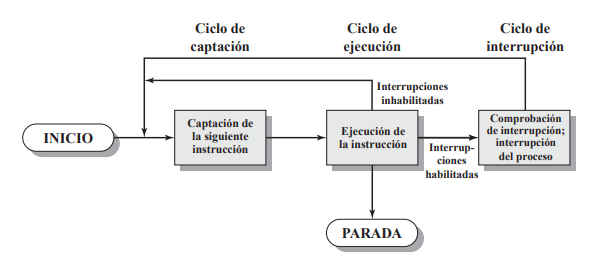 Ciclo de
captación
Ciclo de
ejecución
Ciclo de
interrupción
Interrupciones
inhabilitadas
INICIO
Captación de
la siguiente
instrucción
Ejecución de
la instrucción
Interrup-
ciones
habilitadas
Comprobación
de interrupción;
interrupción
del proceso
PARADA